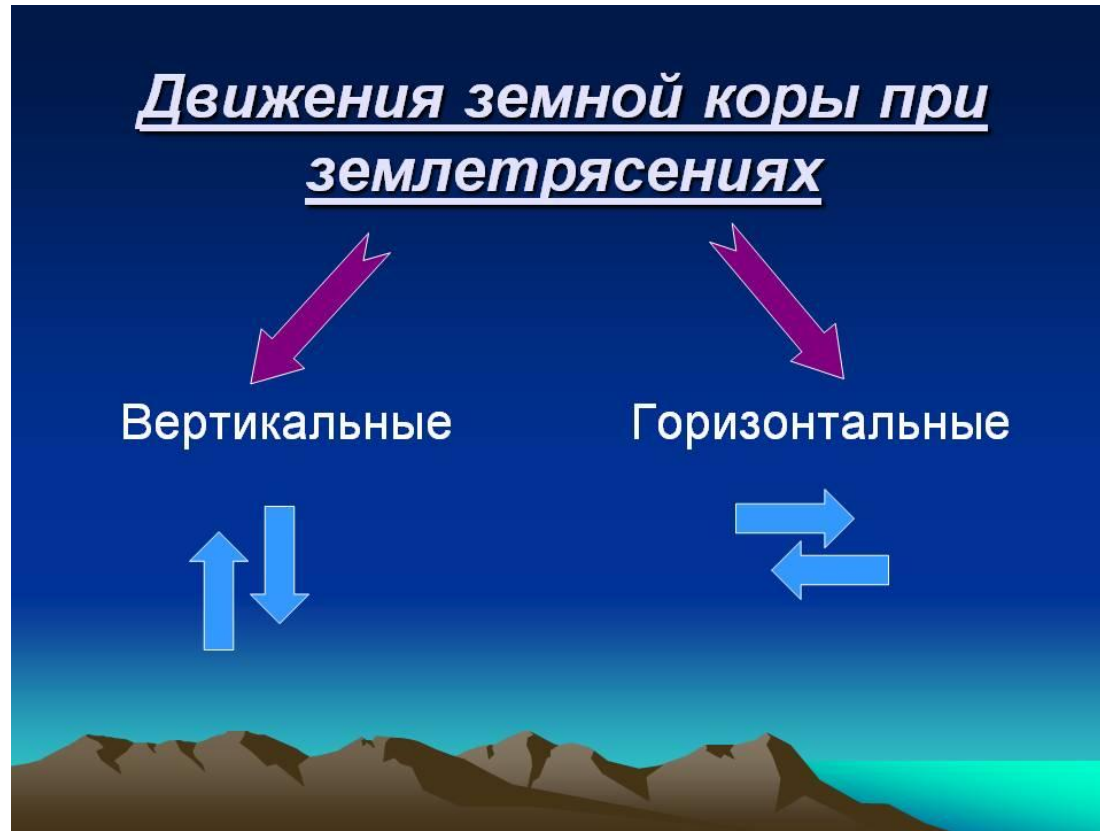 Движения земной коры при
землетрясениях
Вертикальные
Горизонтальные